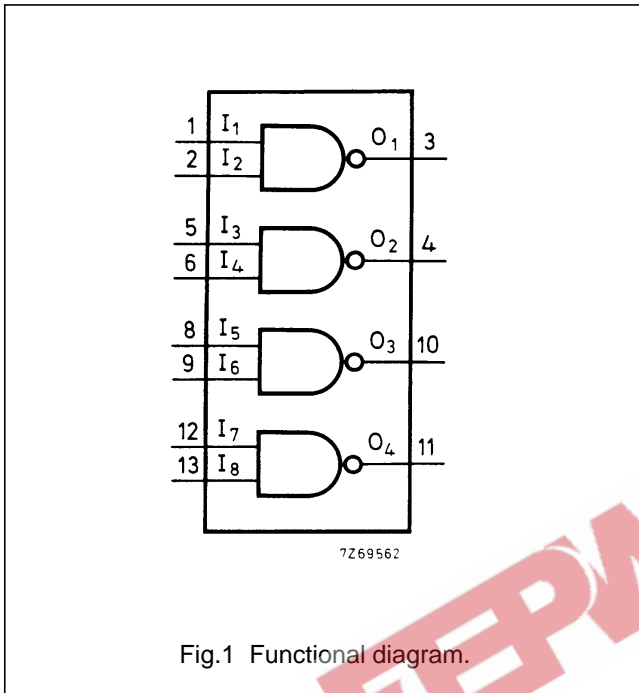 1 I1 O1 3
2 I2
5 I3 O2 4
6 I4
8 I5 O3 10
9 I6
12 I7 O4 11
13 I8
7Z69562
Fig.1 Functional diagram.